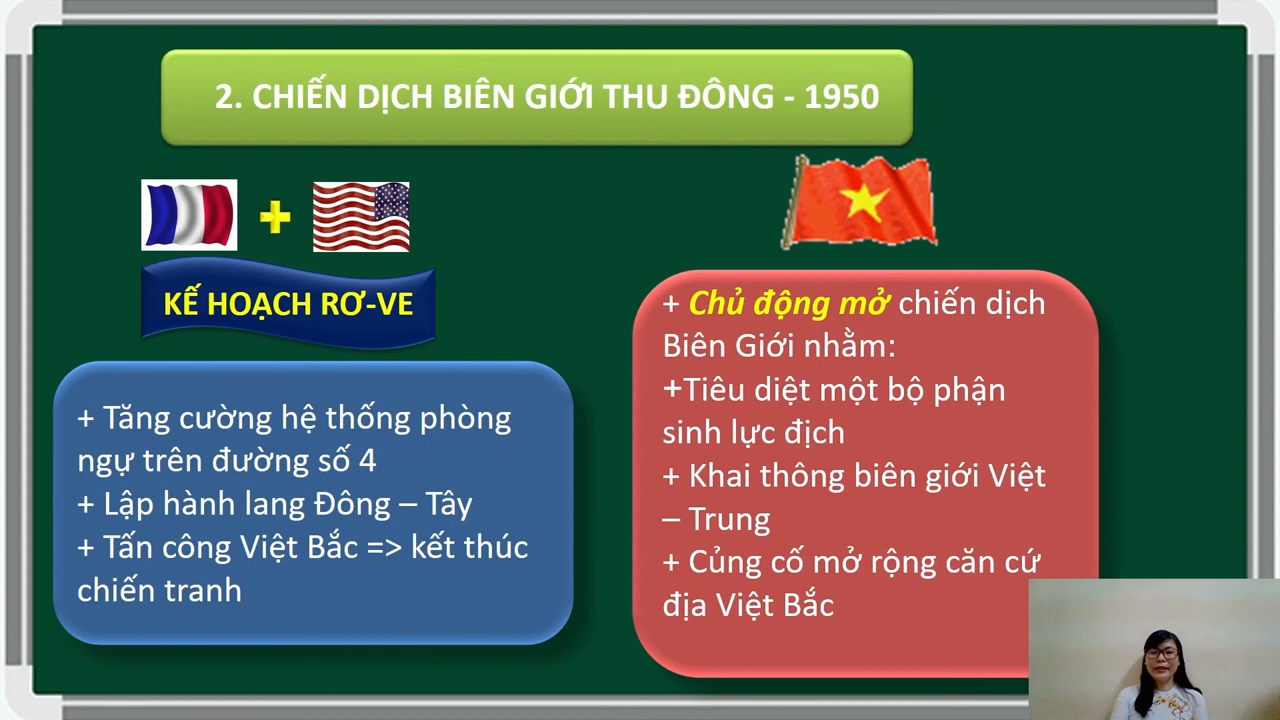 2. CHIẾN DỊCH BIÊN GIỚI THU ĐÔNG - 1950
KẾ HOẠCH RƠ-VE
+ Tăng cường hệ thống phòng
ngự trên đường số 4
+ Lập hành lang Đông – Tây
+ Tấn công Việt Bắc => kết thúc
chiến tranh
+ Chủ động mở chiến dịch
Biên Giới nhằm:
+Tiêu diệt một bộ phận
sinh lực địch
+ Khai thông biên giới Việt
– Trung
+ Củng cố mở rộng căn cứ
địa Việt Bắc